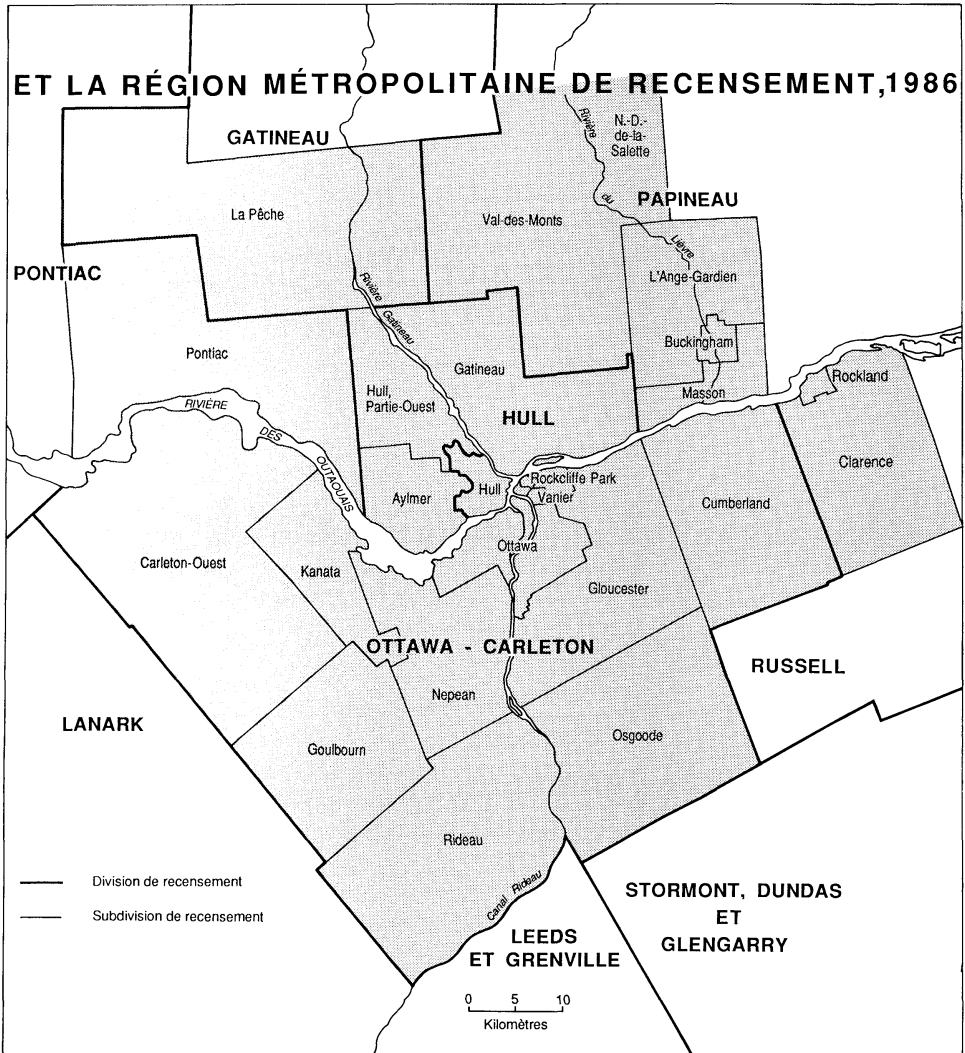 ET LA RÉGION MÉTROPOLITAINE DE RECENSEMENT, 1986
GATINEAU
N.-D.-
de-la-
Salette
Rivière
du
Lièvre
PAPINEAU
La Pêche
Val-des-Monts
PONTIAC
L'Ange-Gardien
Rivière
Gatineau
Pontiac
Buckingham
Gatineau
Rockland
Hull,
Partie-Ouest
Masson
RIVIÈRE
DES
OUTAOUAIS
HULL
Clarence
Aylmer
Hull
Rockcliffe Park
Vanier
Cumberland
Ottawa
Carleton-Ouest
Kanata
Gloucester
OTTAWA - CARLETON
RUSSELL
Nepean
LANARK
Goulbourn
Osgoode
Rideau
Division de recensement
Subdivision de recensement
Canal Rideau
STORMONT, DUNDAS
ET
GLENGARRY
LEEDS
ET GRENVILLE
0 5 10
Kilomètres